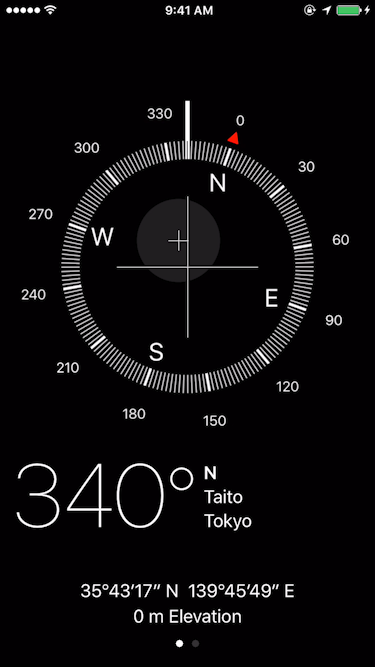 9:41 AM
330
0
300
N
30
270
W
60
240
E
90
210
S
120
180
150
340°
N
Taito
Tokyo
35°43’17” N 139°45’49” E
0 m Elevation